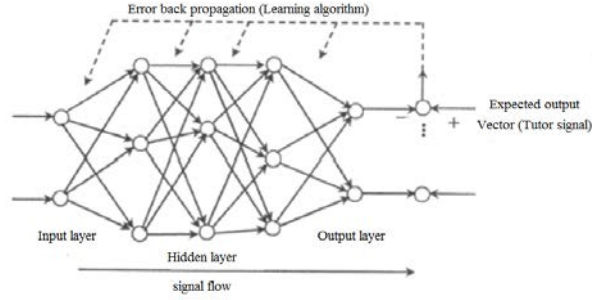 Error back propagation (Learning algorithm)
Expected output
− + Vector (Tutor signal)
Input layer
Output layer
Hidden layer
signal flow